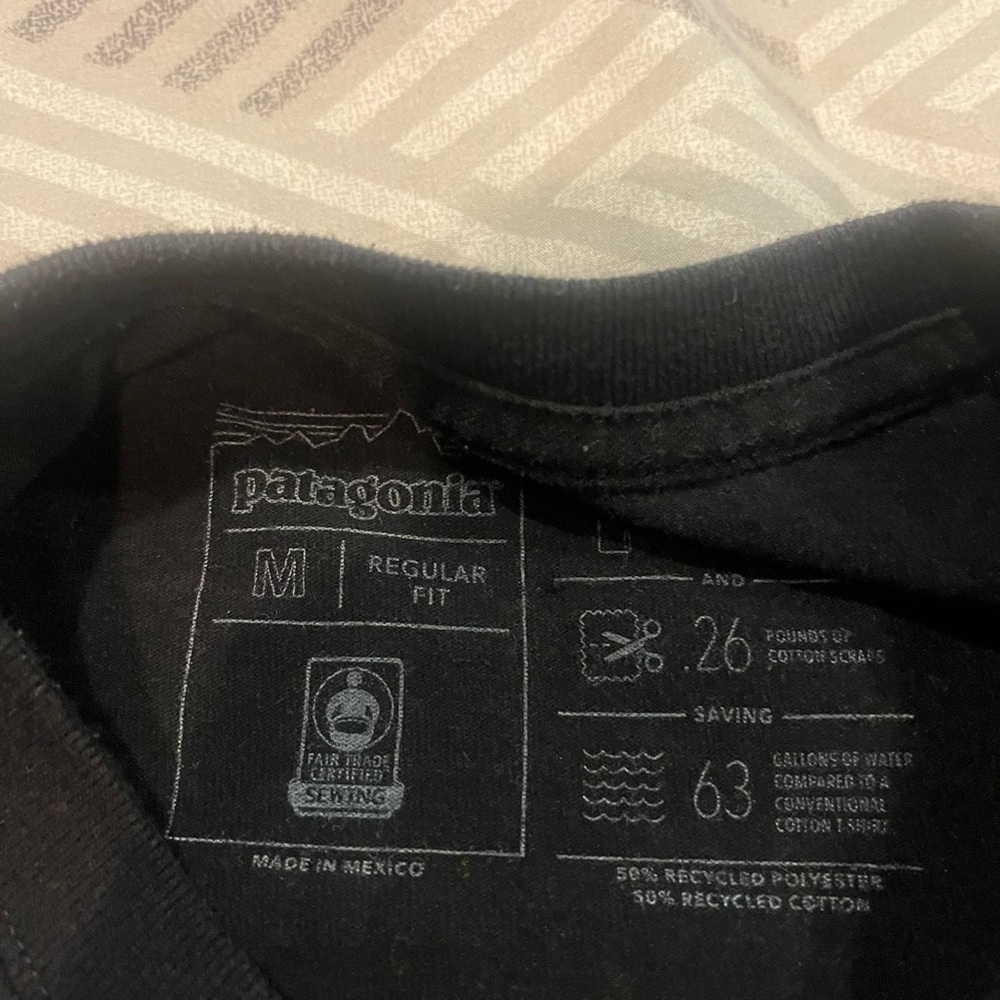 patagonia
M
REGULAR
FIT
FAIR TRADE
CERTIFIED
SEWING
MADE IN MEXICO
AND
.26
POUNDS OF
COTTON SCRAPS
SAVING
63
GALLONS OF WATER
COMPARED TO A
CONVENTIONAL
COTTON T-SHIRT
50% RECYCLED POLYESTER
50% RECYCLED COTTON